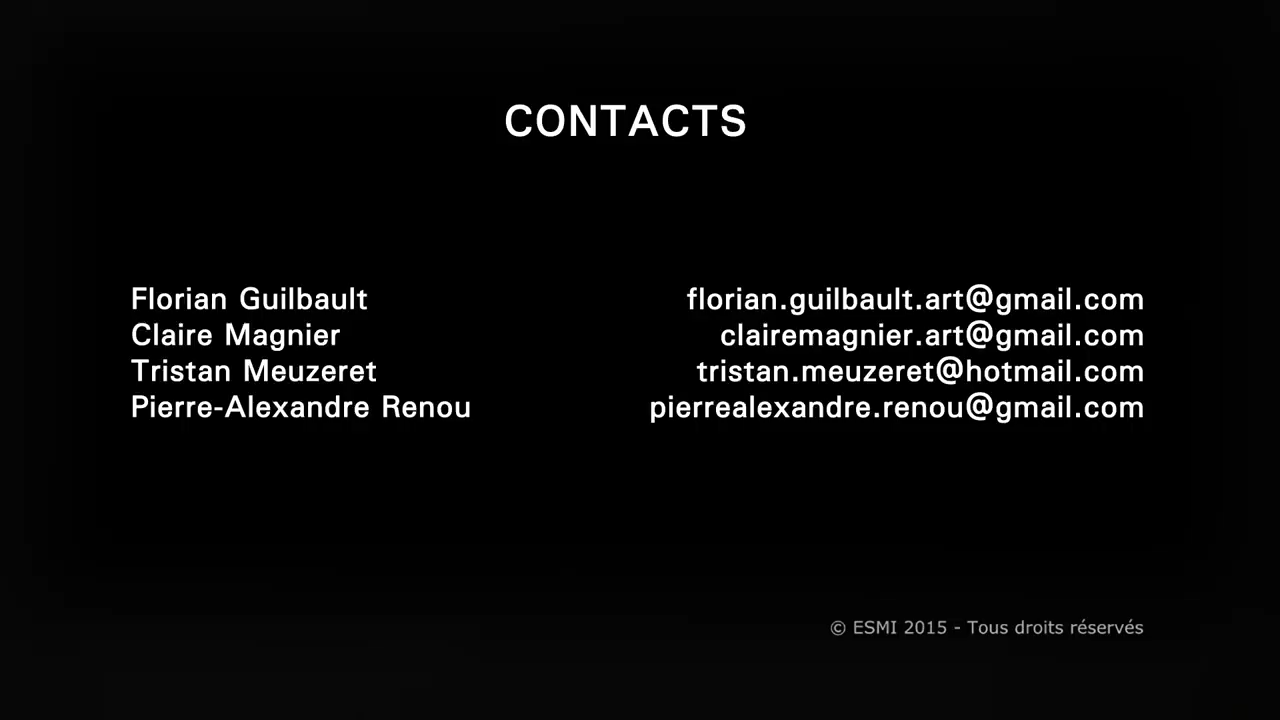 CONTACTS
Florian Guilbault florian.guilbault.art@gmail.com
Claire Magnier clairemagnier.art@gmail.com
Tristan Meuzeret tristan.meuzeret@hotmail.com
Pierre-Alexandre Renou pierrealexandre.renou@gmail.com
© ESMI 2015 - Tous droits réservés